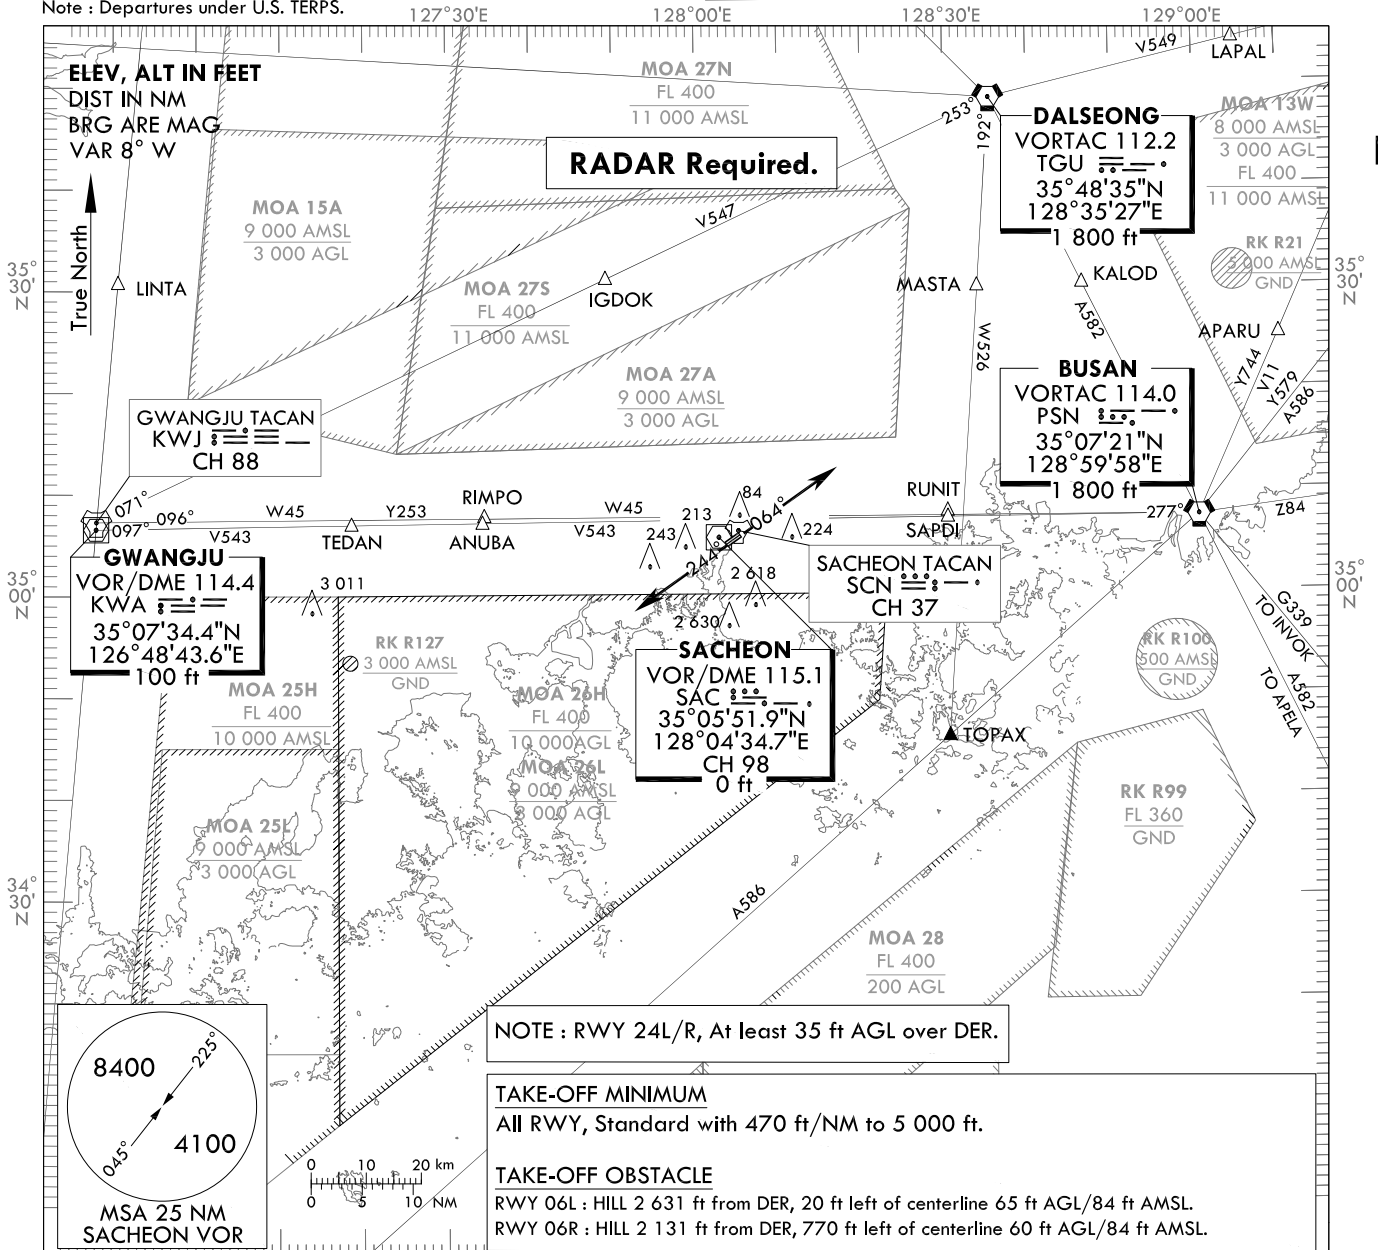 Note : Departures under U.S. TERPS.
127°30'E
128°00'E
128°30'E
129°00'E
ELEV, ALT IN FEET
DIST IN NM
BRG ARE MAG
VAR 8° W
True North
MOA 27N
FL 400
11 000 AMSL
RADAR Required.
V549
LAPAL
253°
192°
DALSEONG
VORTAC 112.2
TGU
35°48'35"N
128°35'27"E
1 800 ft
MOA 13W
8 000 AMSL
3 000 AGL
FL 400
11 000 AMSL
MOA 15A
9 000 AMSL
3 000 AGL
V547
RK R21
5 000 AMSL
GND
35°
30'
N
LINTA
MOA 27S
FL 400
11 000 AMSL
IGDOK
MASTA
KALOD
A582
35°
30'
N
W526
APARU
Y744
V11
Y579
A586
MOA 27A
9 000 AMSL
3 000 AGL
BUSAN
VORTAC 114.0
PSN
35°07'21"N
128°59'58"E
1 800 ft
GWANGJU TACAN
KWJ
CH 88
071°
097°
096°
W45
Y253
RIMPO
W45
V543
TEDAN
ANUBA
V543
243
213
84
064°
244°
224
RUNIT
SAPDI
277°
Z84
GWANGJU
VOR/DME 114.4
KWA
35°07'34.4"N
126°48'43.6"E
100 ft
3 011
2 618
2 630
SACHEON TACAN
SCN
CH 37
35°
00'
N
35°
00'
N
G339
TO INVOK
A582
TO APELA
RK R127
3 000 AMSL
GND
RK R100
500 AMSL
GND
SACHEON
VOR/DME 115.1
SAC
35°05'51.9"N
128°04'34.7"E
CH 98
0 ft
MOA 25H
FL 400
10 000 AMSL
MOA 26H
FL 400
10 000AGL
MOA 26L
9 000 AMSL
3 000 AGL
TOPAX
RK R99
FL 360
GND
MOA 25L
9 000 AMSL
3 000 AGL
34°
30'
N
A586
MOA 28
FL 400
200 AGL
NOTE : RWY 24L/R, At least 35 ft AGL over DER.
8400
225°
045°
4100
MSA 25 NM
SACHEON VOR
0 10 20 km
0 5 10 NM
TAKE-OFF MINIMUM
All RWY, Standard with 470 ft/NM to 5 000 ft.
TAKE-OFF OBSTACLE
RWY 06L : HILL 2 631 ft from DER, 20 ft left of centerline 65 ft AGL/84 ft AMSL.
RWY 06R : HILL 2 131 ft from DER, 770 ft left of centerline 60 ft AGL/84 ft AMSL.